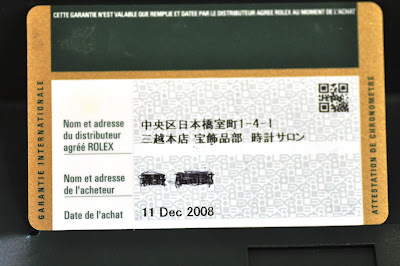 CETTE GARANTIE N'EST VALABLE QUE REMPLIE ET DATEE PAR LE DISTRIBUTEUR AGREE ROLEX AU MOMENT DE L'ACHAT
GARANTIE INTERNATIONALE
Nom et adresse
du distributeur
agréé ROLEX
中央区日本橋室町1-4-1
三越本店 宝飾品部 時計サロン
Nom et adresse
de l'acheteur
Date de l'achat
11 Dec 2008
ATTESTATION DE CHRONOMETRE